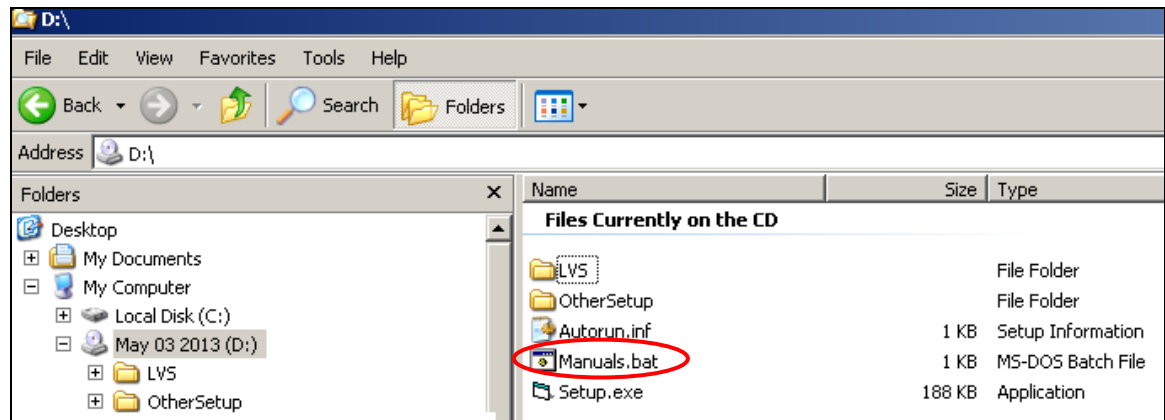 D:\
File Edit View Favorites Tools Help
Back Search Folders
Address D:\
Folders
Desktop
My Documents
My Computer
Local Disk (C:)
May 03 2013 (D:)
LVS
OtherSetup
Name Size Type
Files Currently on the CD
LVS File Folder
OtherSetup File Folder
Autorun.inf 1 KB Setup Information
Manuals.bat 1 KB MS-DOS Batch File
Setup.exe 188 KB Application